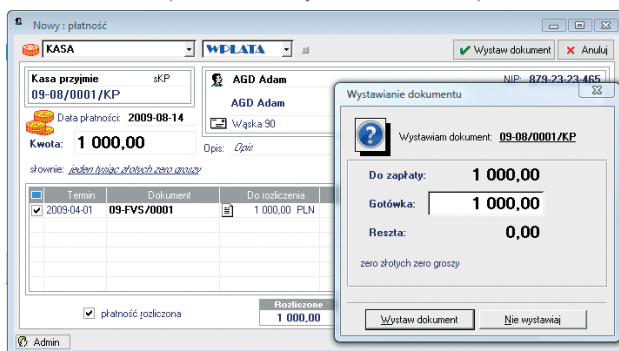 Nowy : płatność
KASA
WPŁATA
Wystaw dokument
Anuluj
Kasa przyjmie sKP
09-08/0001/KP
AGD Adam
NIP: 879-23-23-465
AGD Adam
Wąska 90
Data płatności: 2009-08-14
Kwota: 1 000,00
Opis: Opis
słownie: jeden tysiąc złotych zero groszy
Termin Dokument Do rozliczenia
2009-04-01 09-FVS/0001 1 000,00 PLN
płatność rozliczona
Rozliczone
1 000,00
Admin
Wystawianie dokumentu
Wystawiam dokument: 09-08/0001/KP
Do zapłaty: 1 000,00
Gotówka: 1 000,00
Reszta: 0,00
zero złotych zero groszy
Wystaw dokument
Nie wystawiaj